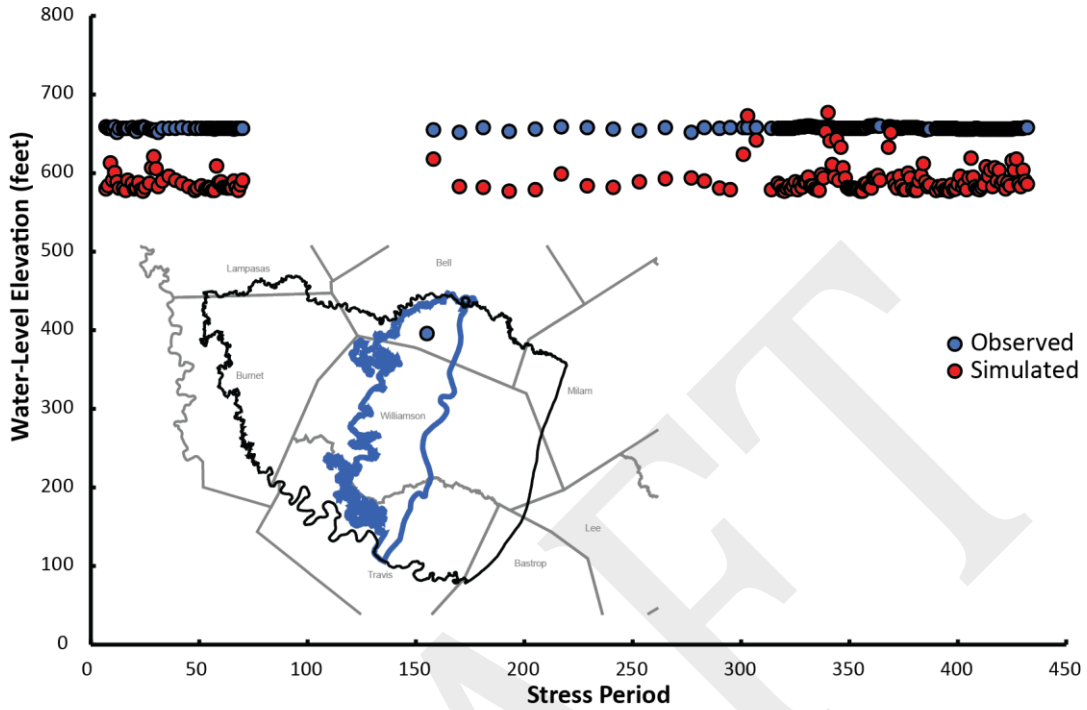 800
700
600
500
400
300
200
100
0
Water-Level Elevation (feet)
Lampasas
Bell
Burnet
Milam
Williamson
Lee
Travis
Bastrop
Observed
Simulated
0 50 100 150 200 250 300 350 400 450
Stress Period